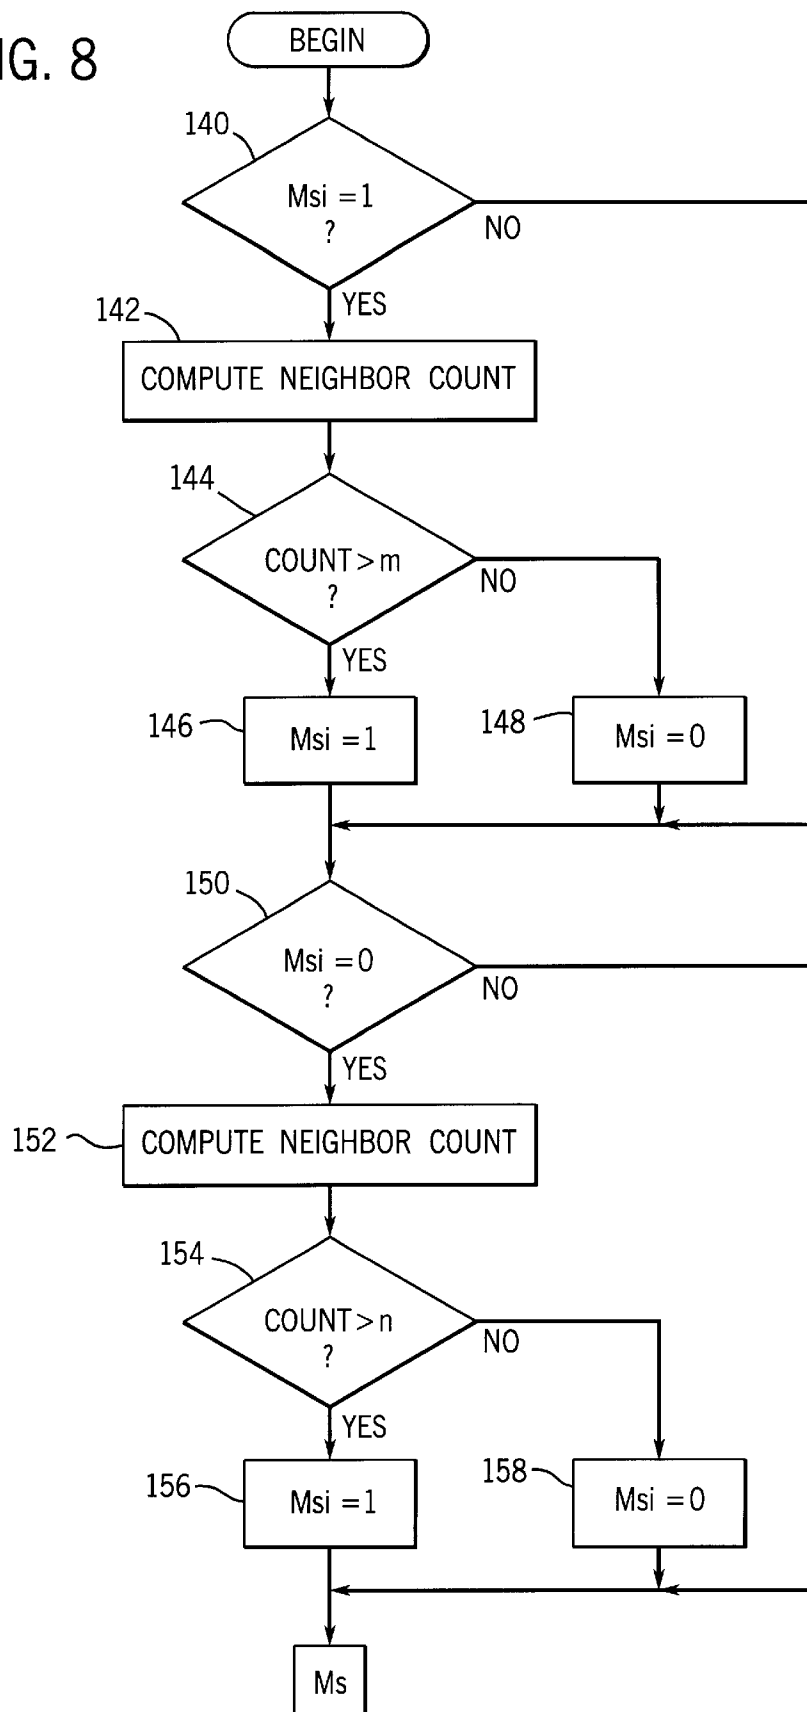 IG. 8
BEGIN
140
Msi = 1
?
NO
YES
142
COMPUTE NEIGHBOR COUNT
144
COUNT > m
?
NO
YES
146
Msi = 1
148
Msi = 0
150
Msi = 0
?
NO
YES
152
COMPUTE NEIGHBOR COUNT
154
COUNT > n
?
NO
YES
156
Msi = 1
158
Msi = 0
Ms